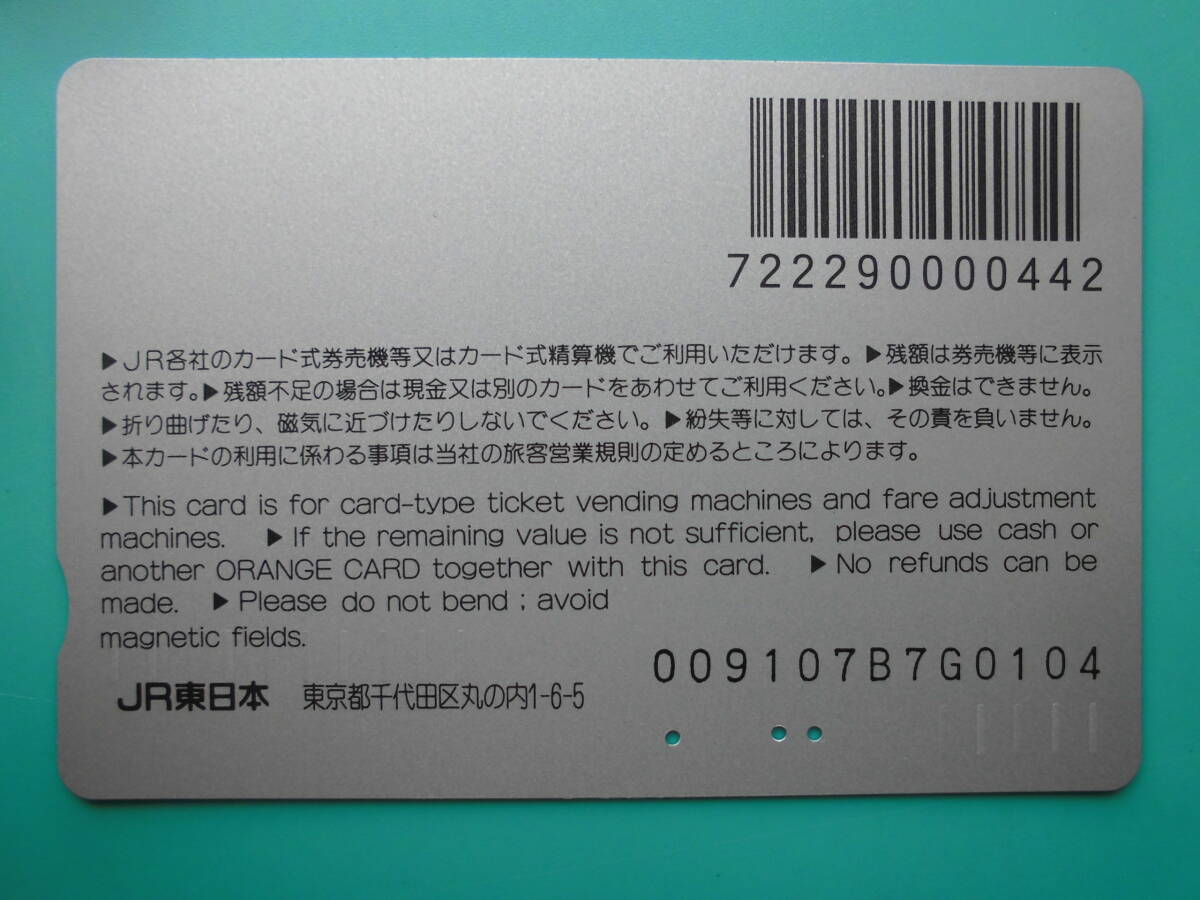 722290000442
▶JR各社のカード式券売機等又はカード式精算機でご利用いただけます。▶残額は券売機等に表示
されます。▶残額不足の場合は現金又は別のカードをあわせてご利用ください。▶換金はできません。
▶折り曲げたり、磁気に近づけたりしないでください。▶紛失等に対しては、その責を負いません。
▶本カードの利用に係わる事項は当社の旅客営業規則の定めるところによります。
▶This card is for card-type ticket vending machines and fare adjustment
machines. ▶If the remaining value is not sufficient, please use cash or
another ORANGE CARD together with this card. ▶No refunds can be
made. ▶Please do not bend ; avoid
magnetic fields.
009107B7G0104
JR東日本 東京都千代田区丸の内1-6-5